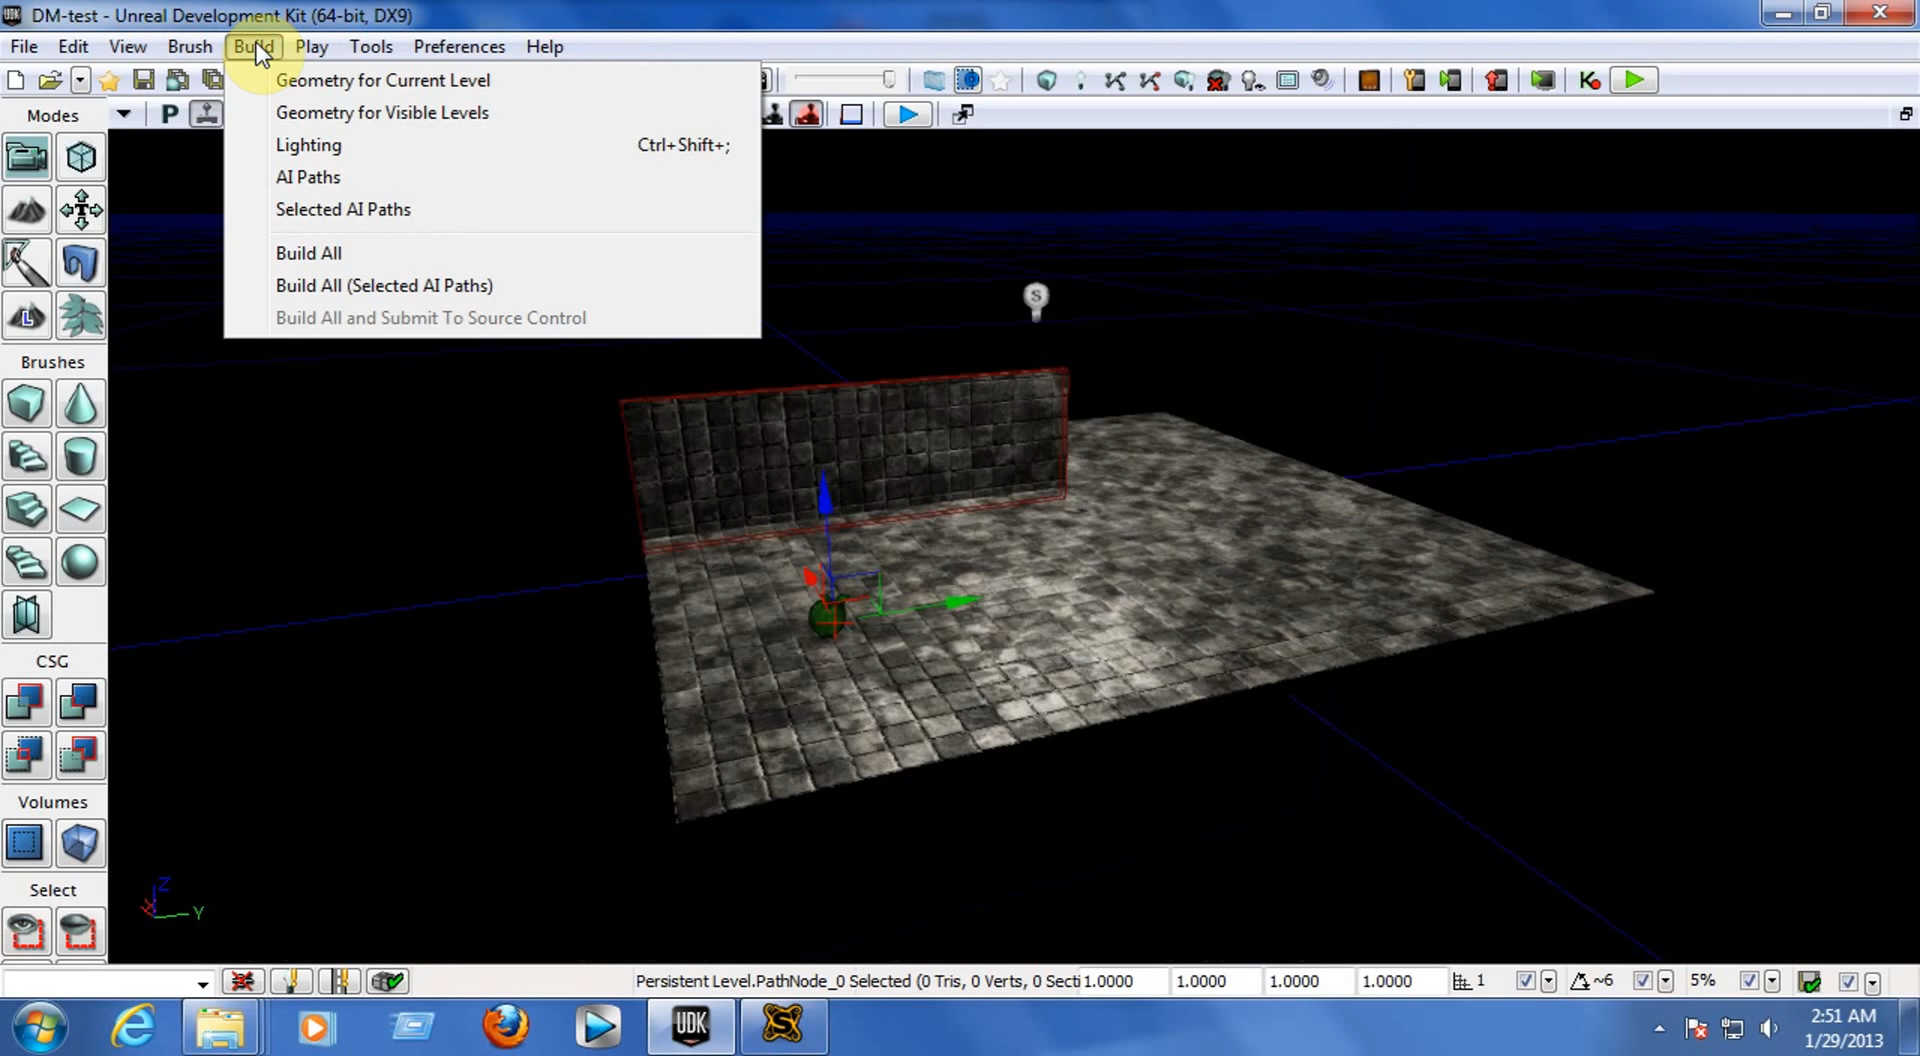 DM-test - Unreal Development Kit (64-bit, DX9)
File Edit View Brush Build Play Tools Preferences Help
Geometry for Current Level
Geometry for Visible Levels
Lighting Ctrl+Shift+;
AI Paths
Selected AI Paths
Build All
Build All (Selected AI Paths)
Build All and Submit To Source Control
Modes
P
L
Brushes
CSG
Volumes
Select
S
Z
X
Y
Persistent Level.PathNode_0 Selected (0 Tris, 0 Verts, 0 Secti 1.0000 1.0000 1.0000 1.0000 1 ~6 5%
UDK
2:51 AM
1/29/2013